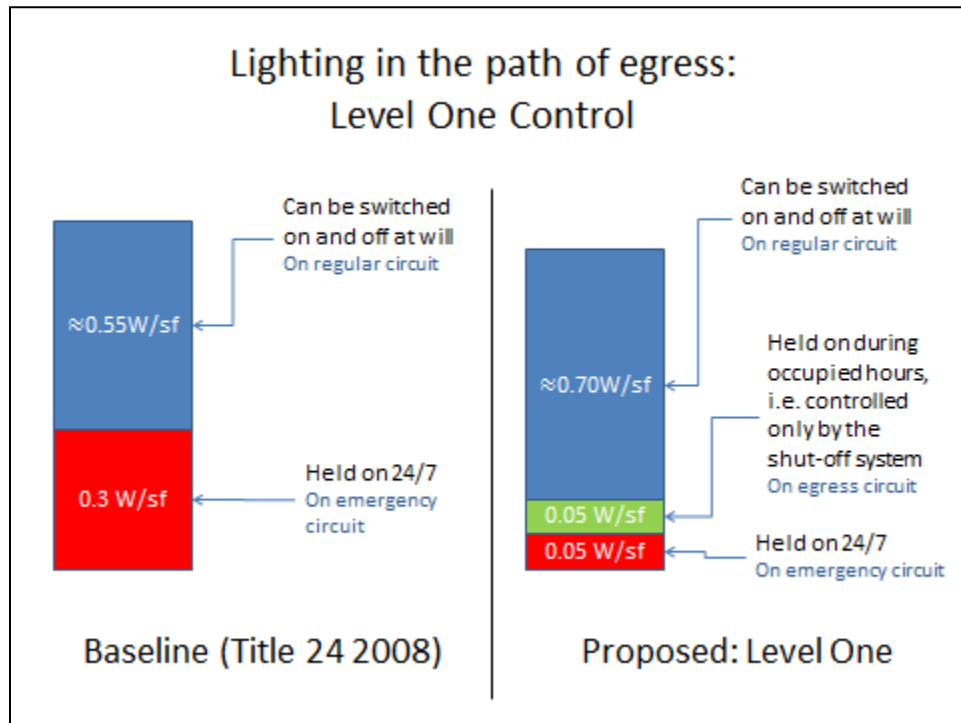 Lighting in the path of egress:
Level One Control
Can be switched
on and off at will
On regular circuit
≈0.55W/sf
0.3 W/sf
Held on 24/7
On emergency
circuit
Baseline (Title 24 2008)
Can be switched
on and off at will
On regular circuit
≈0.70W/sf
Held on during
occupied hours,
i.e. controlled
only by the
shut-off system
On egress circuit
0.05 W/sf
0.05 W/sf
Held on 24/7
On emergency circuit
Proposed: Level One